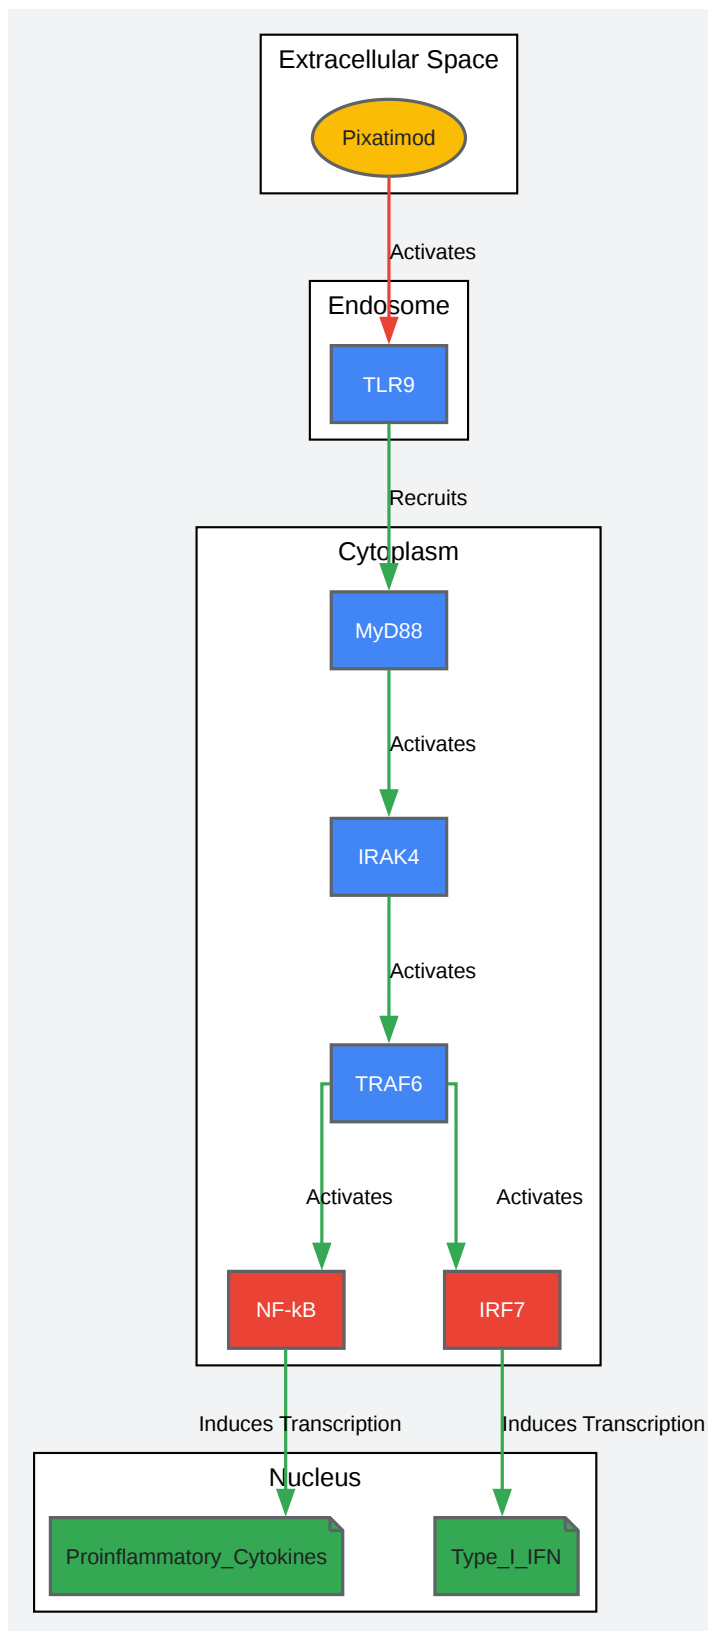 Extracellular Space
Pixatimod
Activates
Endosome
TLR9
Recruits
Cytoplasm
MyD88
Activates
IRAK4
Activates
TRAF6
Activates
Activates
NF-kB
IRF7
Induces Transcription
Induces Transcription
Nucleus
Proinflammatory_Cytokines
Type_I_IFN